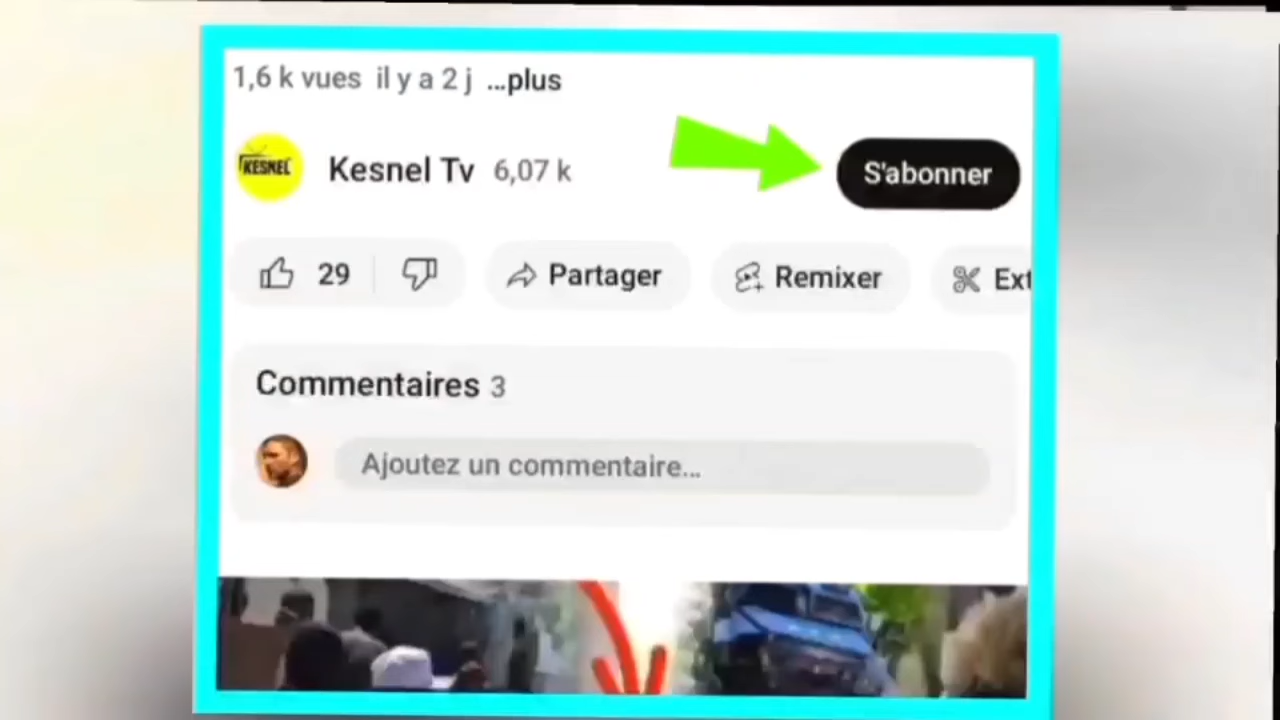 1,6 k vues il y a 2 j ...plus
KESNEL
Kesnel Tv 6,07 k
S'abonner
29
Partager
Remixer
Ext
Commentaires 3
Ajoutez un commentaire...